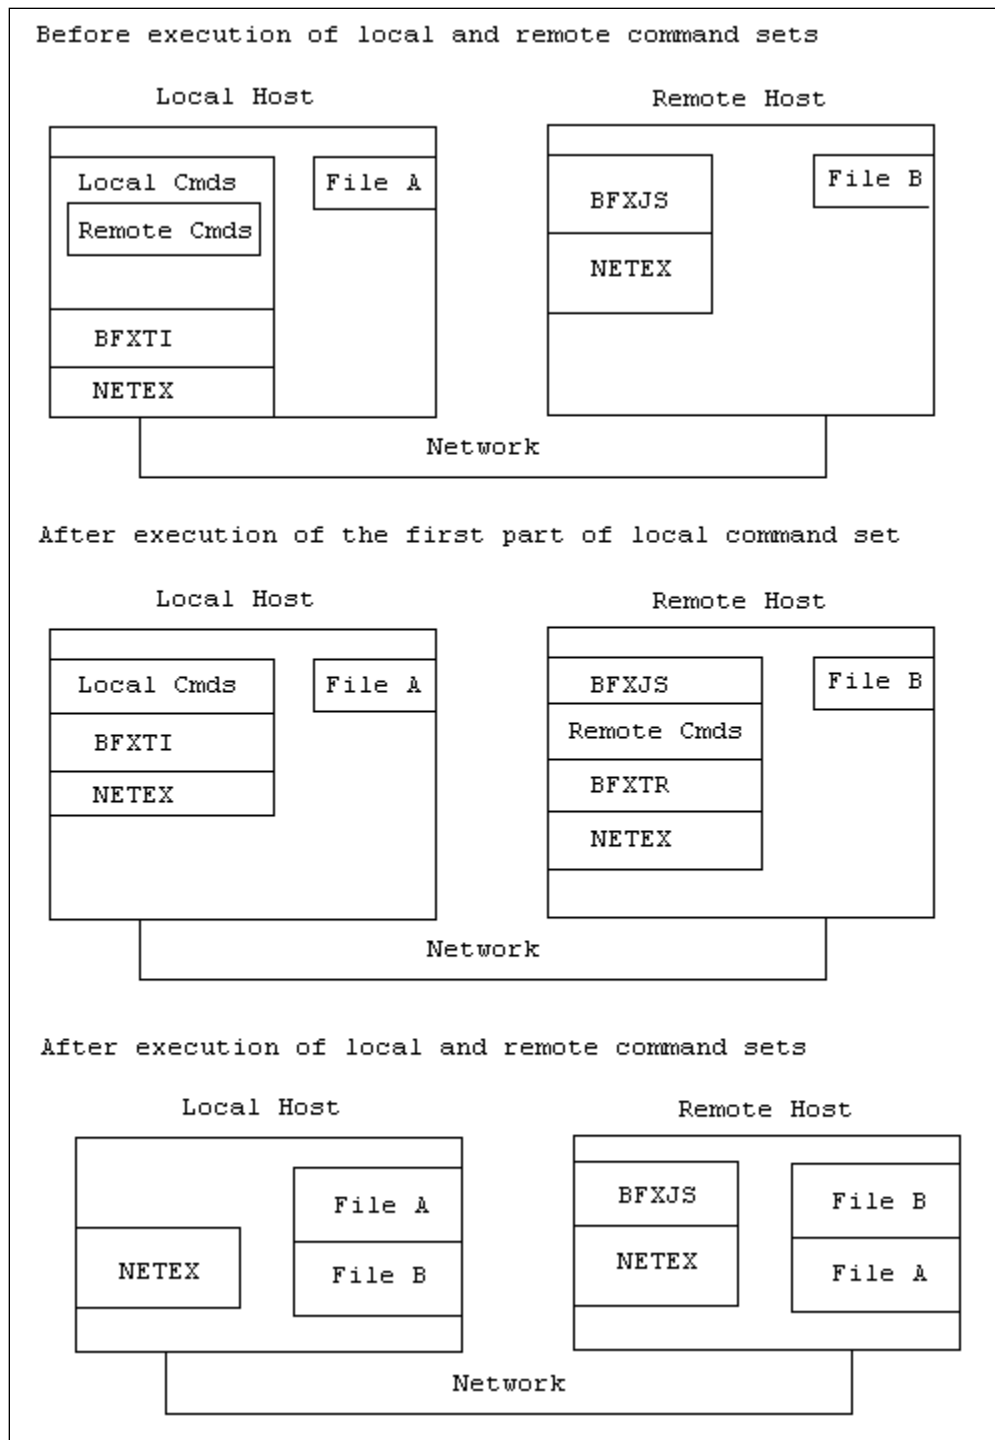 Before execution of local and remote command sets
Local Host
Remote Host
Local Cmds
Remote Cmds
BFXTI
NETEX
File A
BFXJS
NETEX
File B
Network
After execution of the first part of local command set
Local Host
Remote Host
Local Cmds
BFXTI
NETEX
File A
BFXJS
Remote Cmds
BFXTR
NETEX
File B
Network
After execution of local and remote command sets
Local Host
Remote Host
NETEX
File A
File B
BFXJS
NETEX
File B
File A
Network